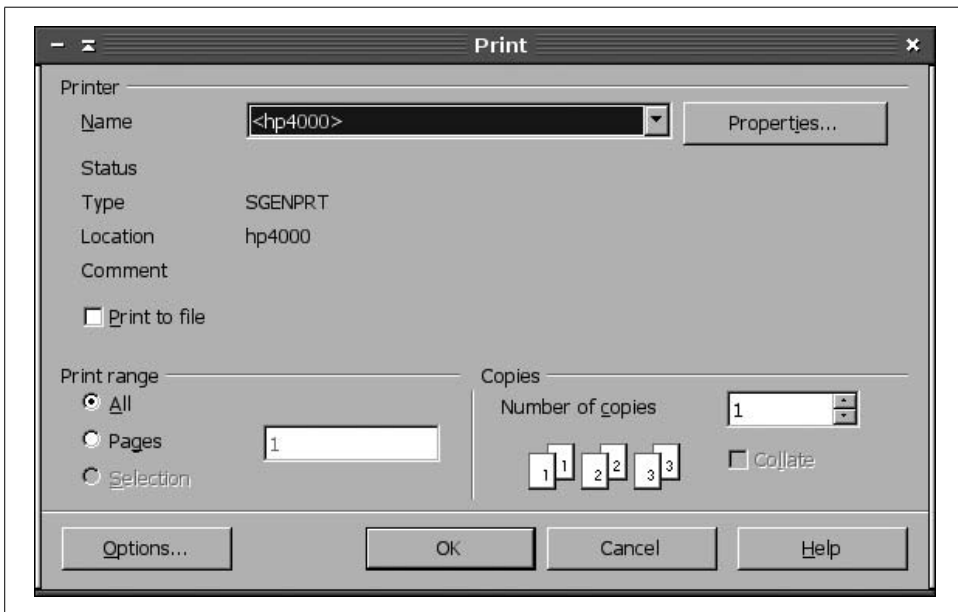 Print
Printer
Name <hp4000> Properties...
Status
Type SGENPRT
Location hp4000
Comment
Print to file
Print range
All
Pages 1
Selection
Copies
Number of copies 1
1 1 2 2 3 3 Collate
Options... OK Cancel Help